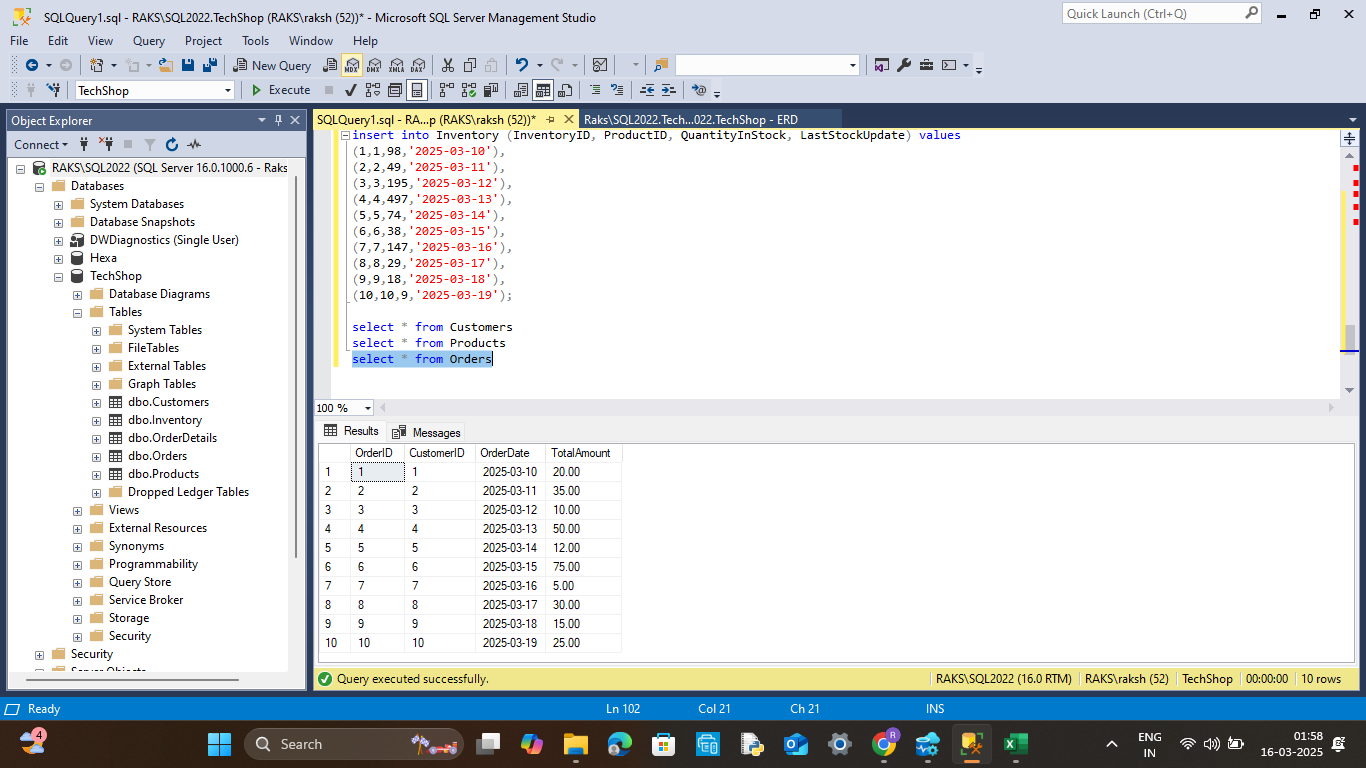 SQLQuery1.sql - RAKS\SQL2022.TechShop (RAKS\raksh (52))* - Microsoft SQL Server Management Studio
Quick Launch (Ctrl+Q)
File Edit View Query Project Tools Window Help
New Query
MDX DMX XMLA DAX
TechShop
Execute
Object Explorer
SQLQuery1.sql - RA...p (RAKS\raksh (52))*
Raks\SQL2022.Tech...022.TechShop - ERD
Connect
RAKS\SQL2022 (SQL Server 16.0.1000.6 - Raks
Databases
System Databases
Database Snapshots
DWDiagnostics (Single User)
Hexa
TechShop
Database Diagrams
Tables
System Tables
FileTables
External Tables
Graph Tables
dbo.Customers
dbo.Inventory
dbo.OrderDetails
dbo.Orders
dbo.Products
Dropped Ledger Tables
Views
External Resources
Synonyms
Programmability
Query Store
Service Broker
Storage
Security
Security
Server Objects
insert into Inventory (InventoryID, ProductID, QuantityInStock, LastStockUpdate) values
(1,1,98,'2025-03-10'),
(2,2,49,'2025-03-11'),
(3,3,195,'2025-03-12'),
(4,4,497,'2025-03-13'),
(5,5,74,'2025-03-14'),
(6,6,38,'2025-03-15'),
(7,7,147,'2025-03-16'),
(8,8,29,'2025-03-17'),
(9,9,18,'2025-03-18'),
(10,10,9,'2025-03-19');
select * from Customers
select * from Products
select * from Orders
100 %
Results Messages
OrderID CustomerID OrderDate TotalAmount
1 1 1 2025-03-10 20.00
2 2 2 2025-03-11 35.00
3 3 3 2025-03-12 10.00
4 4 4 2025-03-13 50.00
5 5 5 2025-03-14 12.00
6 6 6 2025-03-15 75.00
7 7 7 2025-03-16 5.00
8 8 8 2025-03-17 30.00
9 9 9 2025-03-18 15.00
10 10 10 2025-03-19 25.00
Query executed successfully.
RAKS\SQL2022 (16.0 RTM) RAKS\raksh (52) TechShop 00:00:00 10 rows
Ready
Ln 102 Col 21 Ch 21 INS
4
Search
R
ENG
IN
01:58
16-03-2025